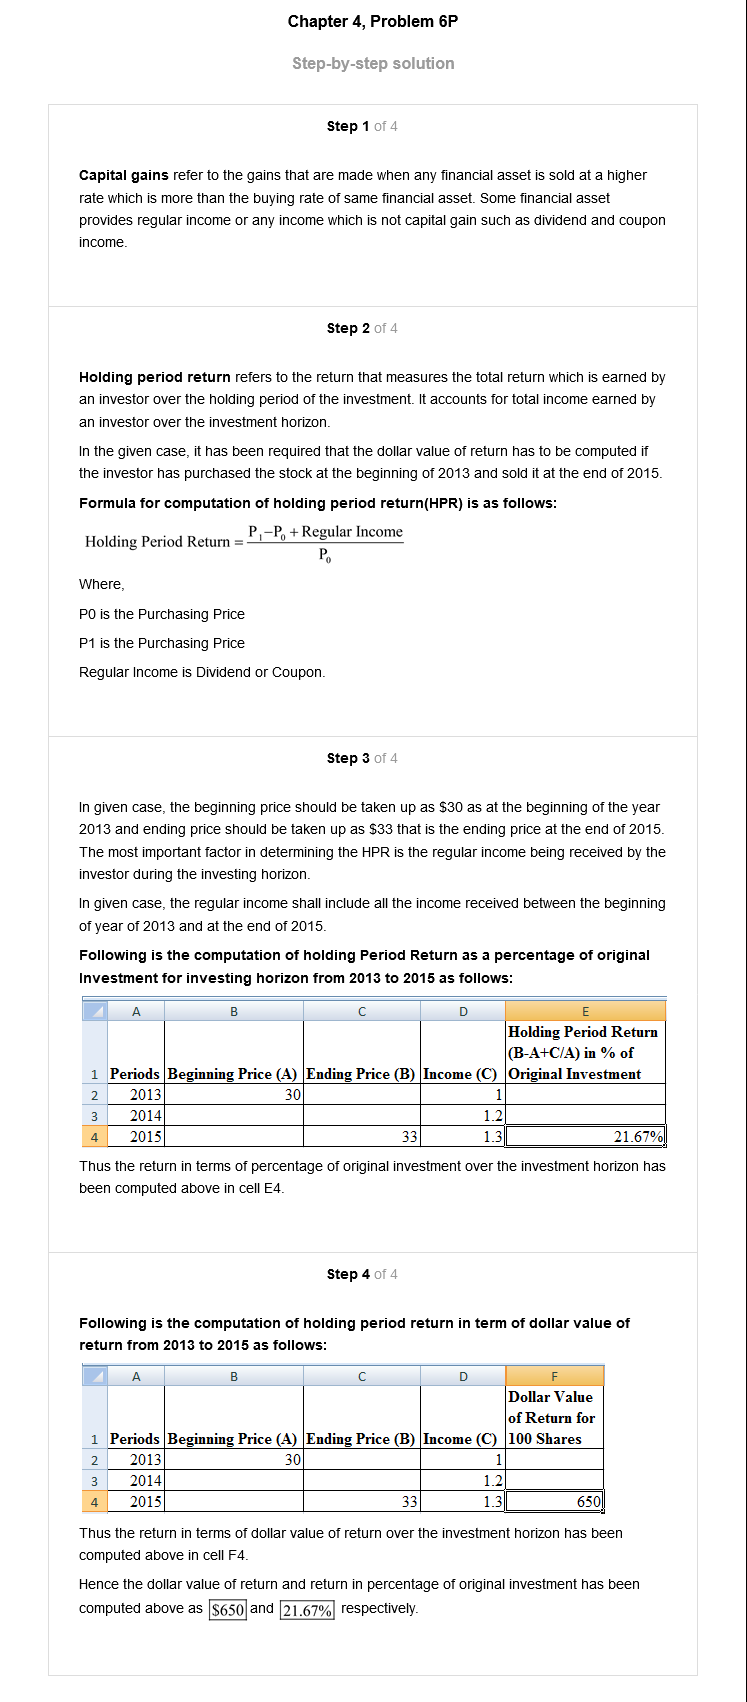 Chapter 4, Problem 6P
Step-by-step solution
Step 1 of 4
Capital gains refer to the gains that are made when any financial asset is sold at a higher
rate which is more than the buying rate of same financial asset. Some financial asset
provides regular income or any income which is not capital gain such as dividend and coupon
income.
Step 2 of 4
Holding period return refers to the return that measures the total return which is earned by
an investor over the holding period of the investment. It accounts for total income earned by
an investor over the investment horizon.
In the given case, it has been required that the dollar value of return has to be computed if
the investor has purchased the stock at the beginning of 2013 and sold it at the end of 2015.
Formula for computation of holding period return(HPR) is as follows:
Holding Period Return = P₁−P₀ + Regular Income
P₀
Where,
P0 is the Purchasing Price
P1 is the Purchasing Price
Regular Income is Dividend or Coupon.
Step 3 of 4
In given case, the beginning price should be taken up as $30 as at the beginning of the year
2013 and ending price should be taken up as $33 that is the ending price at the end of 2015.
The most important factor in determining the HPR is the regular income being received by the
investor during the investing horizon.
In given case, the regular income shall include all the income received between the beginning
of year of 2013 and at the end of 2015.
Following is the computation of holding Period Return as a percentage of original
Investment for investing horizon from 2013 to 2015 as follows:
A B C D E
Holding Period Return
(B-A+C/A) in % of
1 Periods Beginning Price (A) Ending Price (B) Income (C) Original Investment
2 2013 30 1
3 2014 1.2
4 2015 33 1.3 21.67%
Thus the return in terms of percentage of original investment over the investment horizon has
been computed above in cell E4.
Step 4 of 4
Following is the computation of holding period return in term of dollar value of
return from 2013 to 2015 as follows:
A B C D F
Dollar Value
of Return for
1 Periods Beginning Price (A) Ending Price (B) Income (C) 100 Shares
2 2013 30 1
3 2014 1.2
4 2015 33 1.3 650
Thus the return in terms of dollar value of return over the investment horizon has been
computed above in cell F4.
Hence the dollar value of return and return in percentage of original investment has been
computed above as $650 and 21.67% respectively.